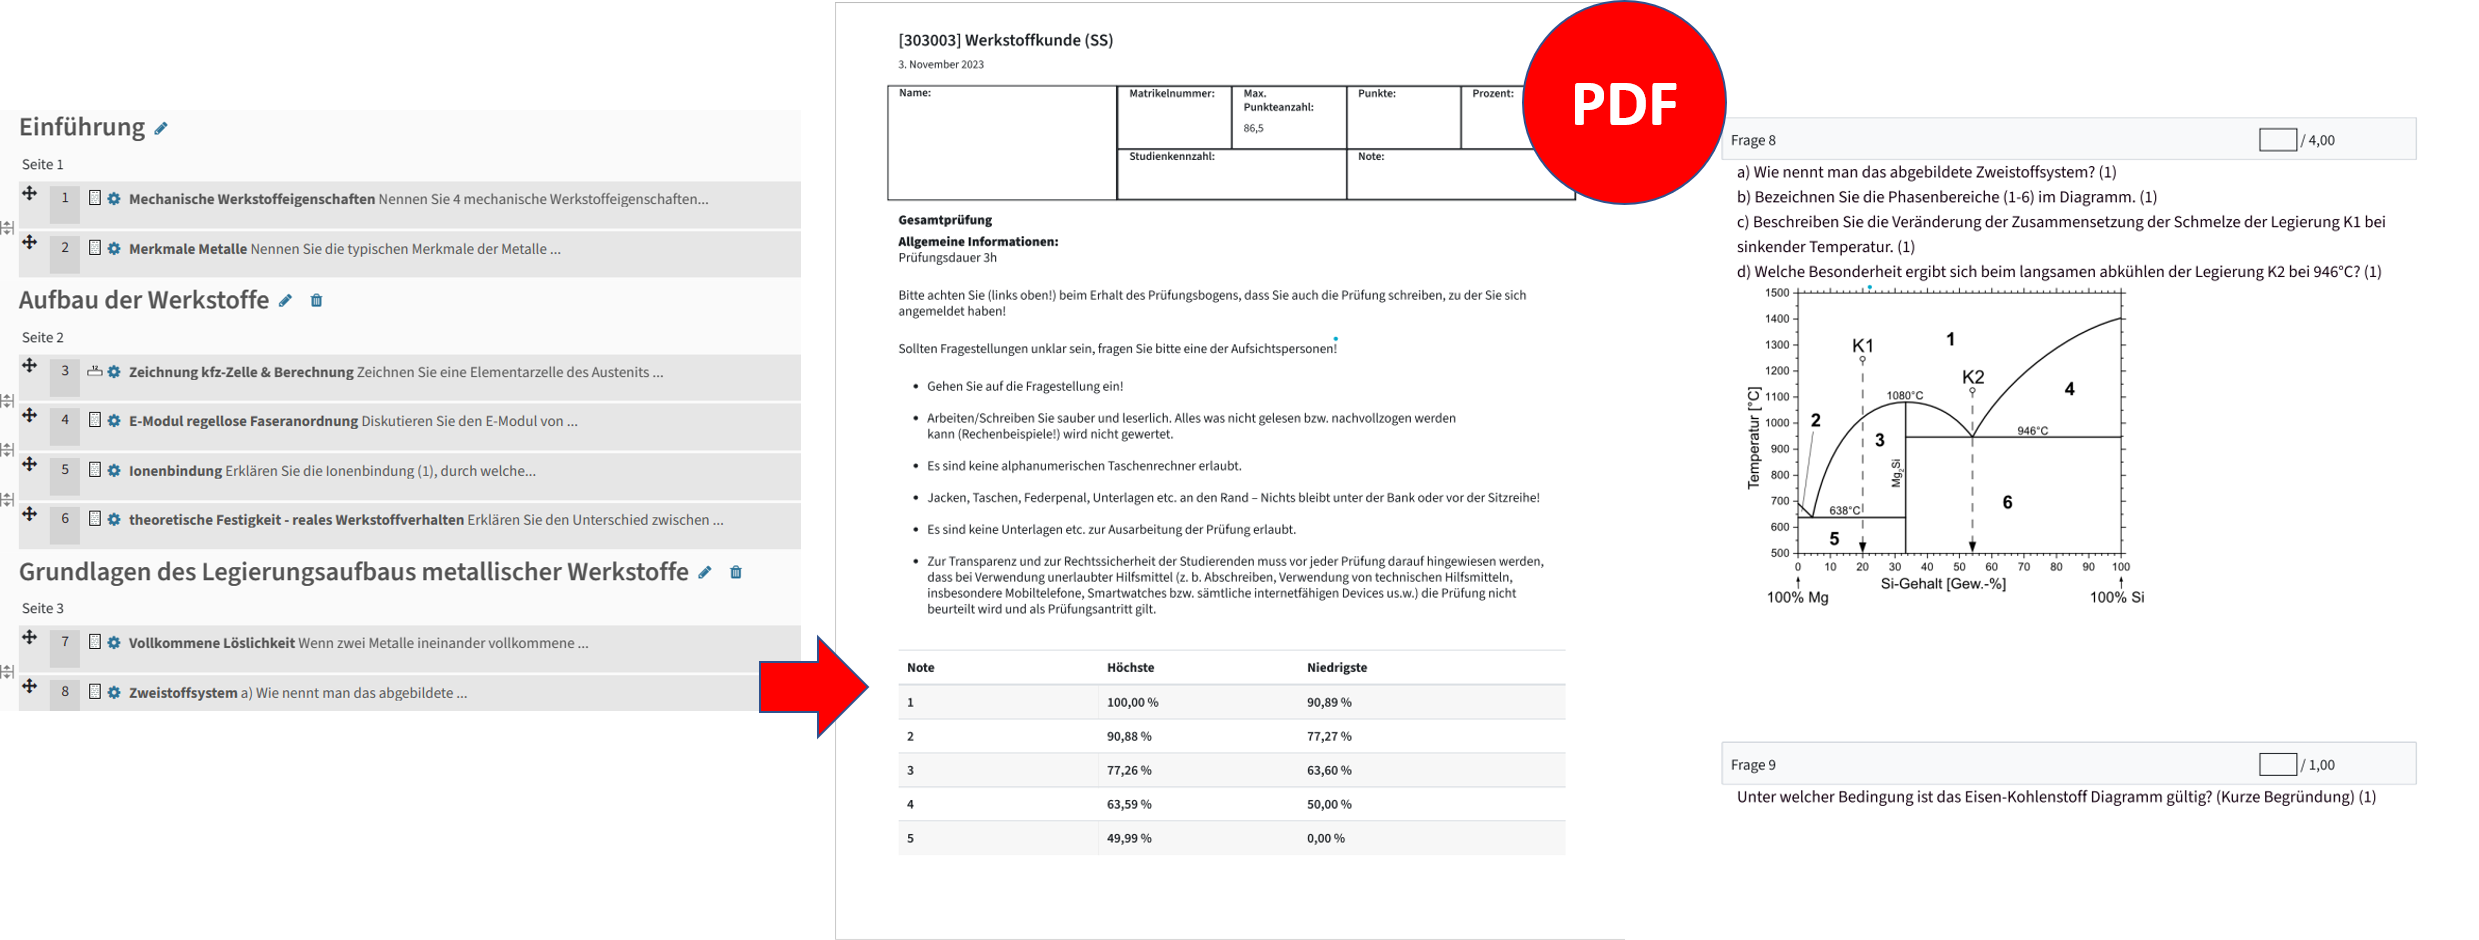 Einführung
Seite 1
1 Mechanische Werkstoffeigenschaften Nennen Sie 4 mechanische Werkstoffeigenschaften...
2 Merkmale Metalle Nennen Sie die typischen Merkmale der Metalle ...
Aufbau der Werkstoffe
Seite 2
3 Zeichnung kfz-Zelle & Berechnung Zeichnen Sie eine Elementarzelle des Austenits ...
4 E-Modul regellose Faseranordnung Diskutieren Sie den E-Modul von ...
5 Ionenbindung Erklären Sie die Ionenbindung (1), durch welche...
6 theoretische Festigkeit - reales Werkstoffverhalten Erklären Sie den Unterschied zwischen ...
Grundlagen des Legierungsaufbaus metallischer Werkstoffe
Seite 3
7 Vollkommene Löslichkeit Wenn zwei Metalle ineinander vollkommene ...
8 Zweistoffsystem a) Wie nennt man das abgebildete ...
[303003] Werkstoffkunde (SS)
3. November 2023
Name:
Matrikelnummer:
Max.
Punkteanzahl:
86,5
Punkte:
Prozent:
Studienkennzahl:
Note:
PDF
Gesamtprüfung
Allgemeine Informationen:
Prüfungsdauer 3h
Bitte achten Sie (links oben!) beim Erhalt des Prüfungsbogens, dass Sie auch die Prüfung schreiben, zu der Sie sich
angemeldet haben!
Sollten Fragestellungen unklar sein, fragen Sie bitte eine der Aufsichtspersonen!
• Gehen Sie auf die Fragestellung ein!
• Arbeiten/Schreiben Sie sauber und leserlich. Alles was nicht gelesen bzw. nachvollzogen werden
kann (Rechenbeispiele!) wird nicht gewertet.
• Es sind keine alphanumerischen Taschenrechner erlaubt.
• Jacken, Taschen, Federpenal, Unterlagen etc. an den Rand – Nichts bleibt unter der Bank oder vor der Sitzreihe!
• Es sind keine Unterlagen etc. zur Ausarbeitung der Prüfung erlaubt.
• Zur Transparenz und zur Rechtssicherheit der Studierenden muss vor jeder Prüfung darauf hingewiesen werden,
dass bei Verwendung unerlaubter Hilfsmittel (z. b. Abschreiben, Verwendung von technischen Hilfsmitteln,
insbesondere Mobiltelefone, Smartwatches bzw. sämtliche internetfähigen Devices us.w.) die Prüfung nicht
beurteilt wird und als Prüfungsantritt gilt.
Note Höchste Niedrigste
1 100,00 % 90,89 %
2 90,88 % 77,27 %
3 77,26 % 63,60 %
4 63,59 % 50,00 %
5 49,99 % 0,00 %
Frage 8 / 4,00
a) Wie nennt man das abgebildete Zweistoffsystem? (1)
b) Bezeichnen Sie die Phasenbereiche (1-6) im Diagramm. (1)
c) Beschreiben Sie die Veränderung der Zusammensetzung der Schmelze der Legierung K1 bei
sinkender Temperatur. (1)
d) Welche Besonderheit ergibt sich beim langsamen abkühlen der Legierung K2 bei 946°C? (1)
Temperatur [°C]
1500
1400
1300
1200
1100
1000
900
800
700
600
500
K1
1
K2
4
1080°C
2
3
946°C
Mg2Si
6
638°C
5
0 10 20 30 40 50 60 70 80 90 100
Si-Gehalt [Gew.-%]
100% Mg
100% Si
Frage 9 / 1,00
Unter welcher Bedingung ist das Eisen-Kohlenstoff Diagramm gültig? (Kurze Begründung) (1)